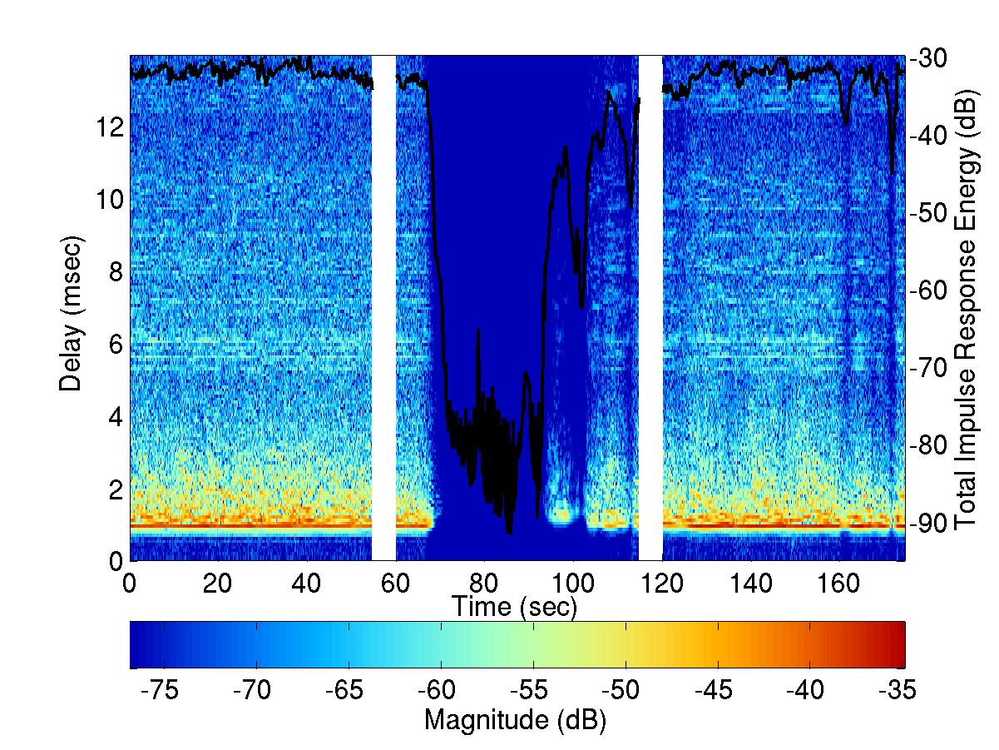 -30
12
-40
10
-50
8
-60
6
-70
4
-80
2
-90
0
Delay (msec)
Total Impulse Response Energy (dB)
0 20 40 60 80 100 120 140 160
Time (sec)
-75 -70 -65 -60 -55 -50 -45 -40 -35
Magnitude (dB)